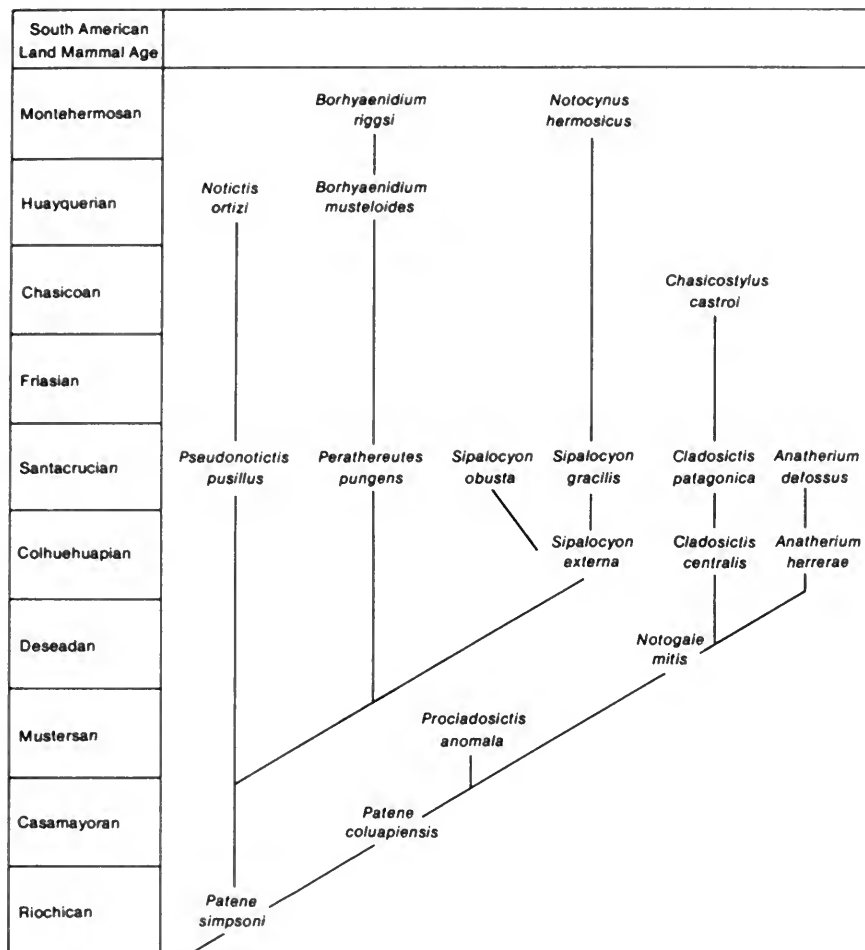 South American
Land Mammal Age
Montehermosan
Borhyaenidium
riggsi
Notocynus
hermosicus
Huayquerian
Notictis
ortizi
Borhyaenidium
musteloides
Chasicoan
Chasicostylus
castroi
Friasian
Santacrucian
Pseudonotictis
pusillus
Perathereutes
pungens
Sipalocyon
obusta
Sipalocyon
gracilis
Cladosictis
patagonica
Anatherium
defossus
Colhuehuapian
Sipalocyon
externa
Cladosictis
centralis
Anatherium
herrerae
Deseadan
Notogale
mitis
Mustersan
Procladosictis
anomala
Casamayoran
Patene
coluapiensis
Riochican
Patene
simpsoni